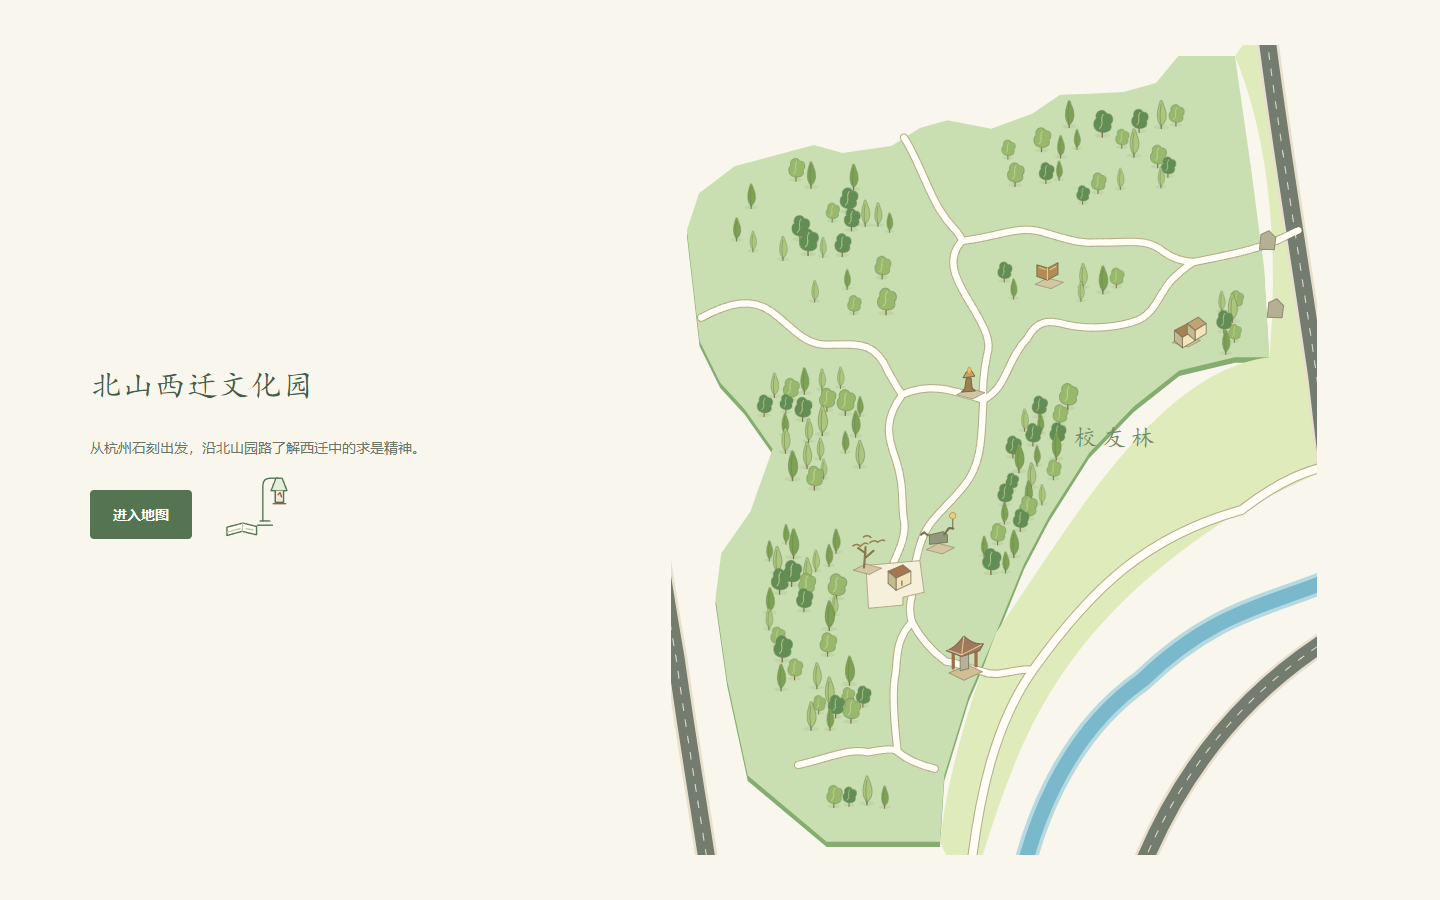 北山西迁文化园
从杭州石刻出发，沿北山园路了解西迁中的求是精神。
进入地图
校友林